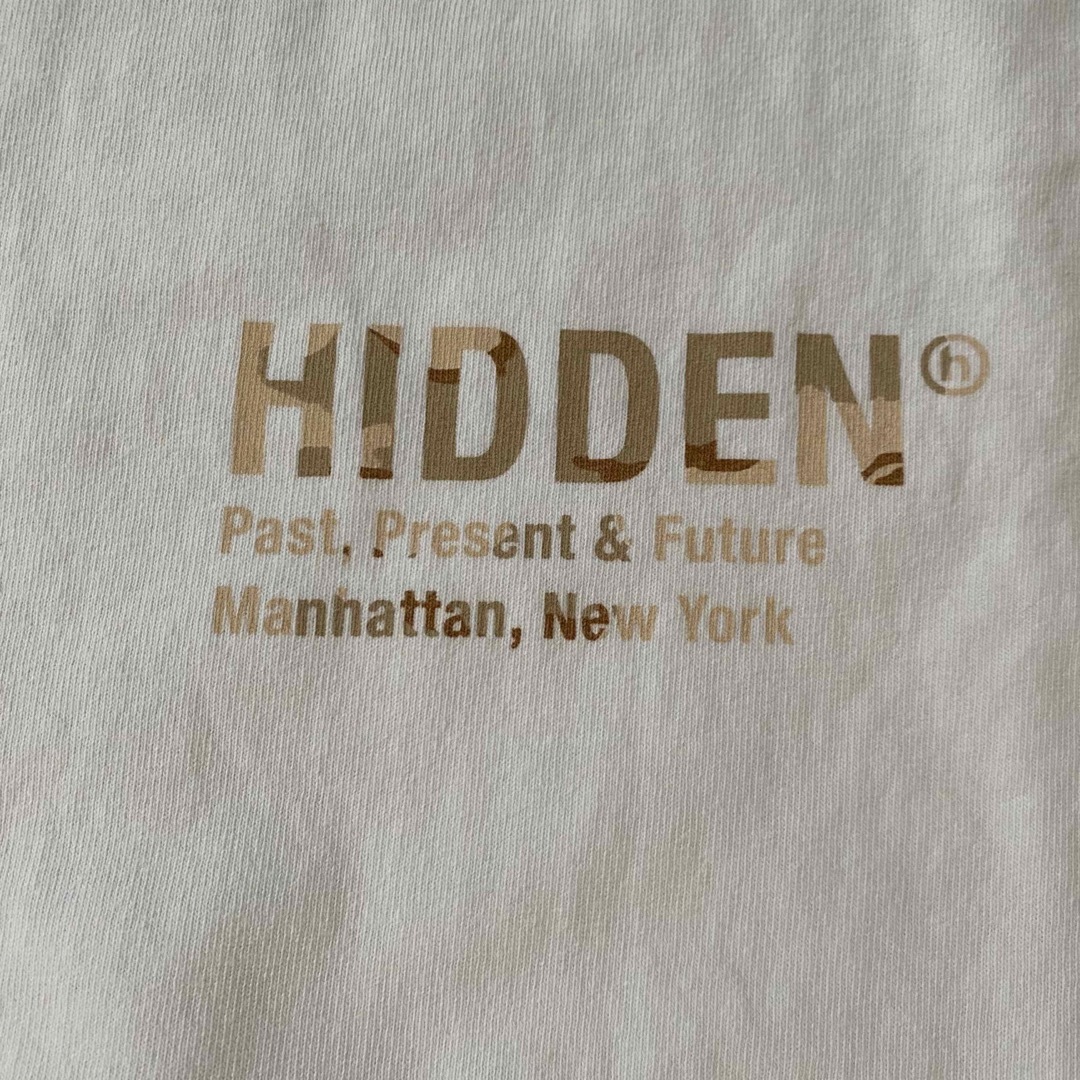 HIDDEN ⓗ
Past, Present & Future
Manhattan, New York